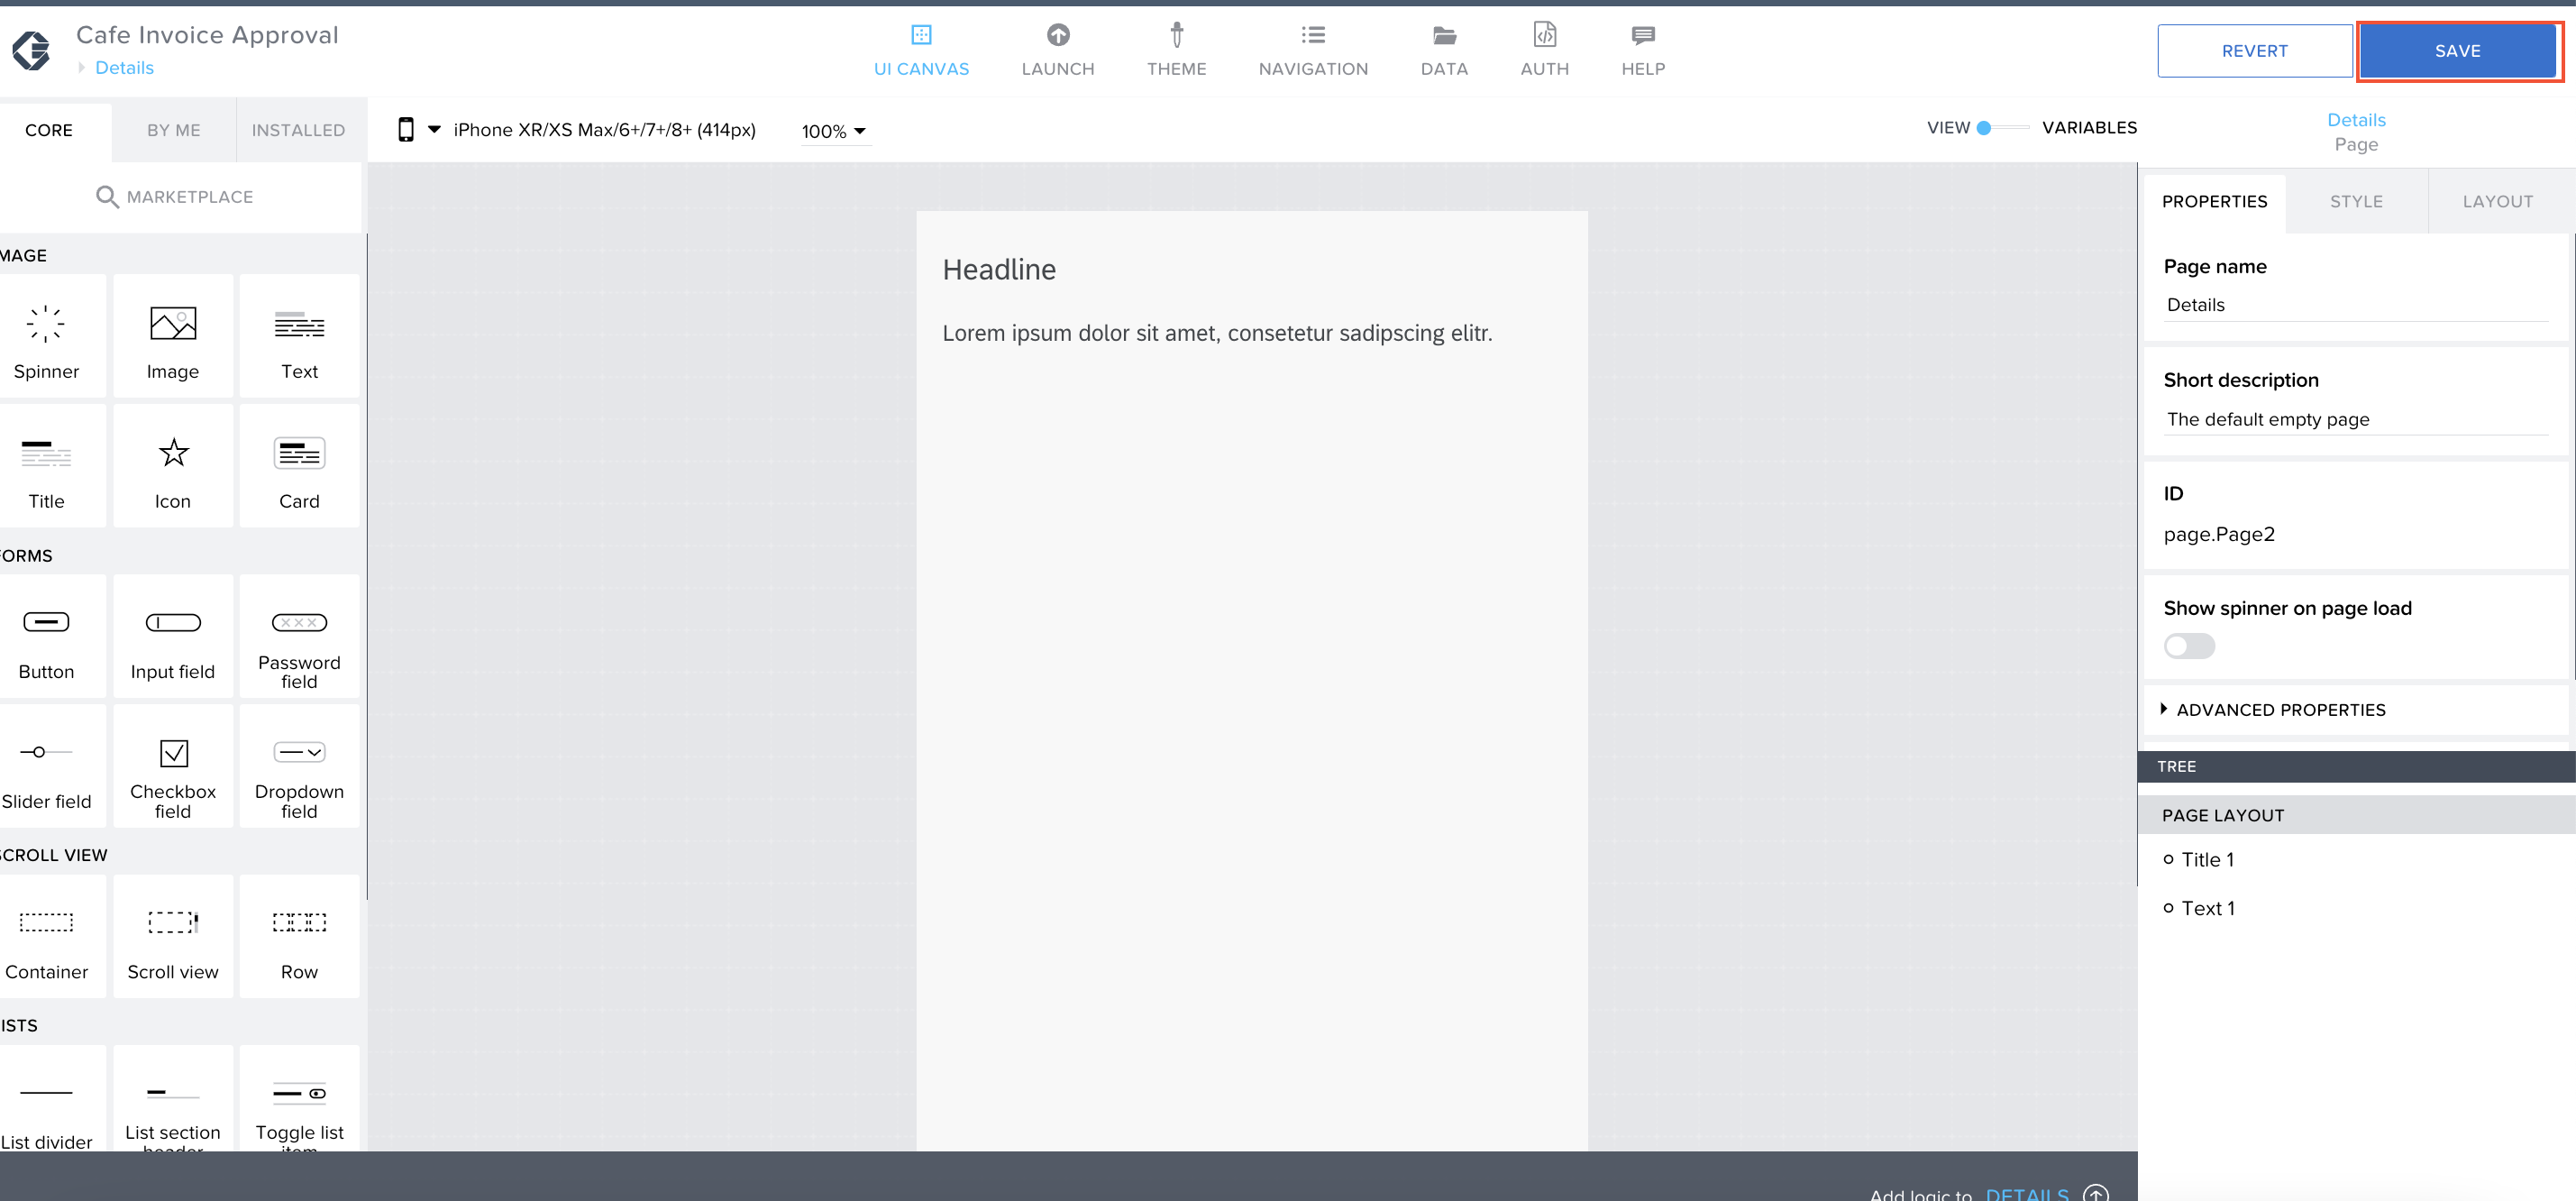 Cafe Invoice Approval
Details
UI CANVAS
LAUNCH
THEME
NAVIGATION
DATA
AUTH
HELP
REVERT
SAVE
CORE
BY ME
INSTALLED
iPhone XR/XS Max/6+/7+/8+ (414px)
100%
VIEW
VARIABLES
Details
Page
MARKETPLACE
PROPERTIES
STYLE
LAYOUT
MAGE
Spinner
Image
Text
Title
Icon
Card
FORMS
Button
Input field
Password
field
Slider field
Checkbox
field
Dropdown
field
SCROLL VIEW
Container
Scroll view
Row
ISTS
List divider
List section
header
Toggle list
item
Headline
Lorem ipsum dolor sit amet, consetetur sadipscing elitr.
Page name
Details
Short description
The default empty page
ID
page.Page2
Show spinner on page load
ADVANCED PROPERTIES
TREE
PAGE LAYOUT
Title 1
Text 1
Add logic to DETAILS